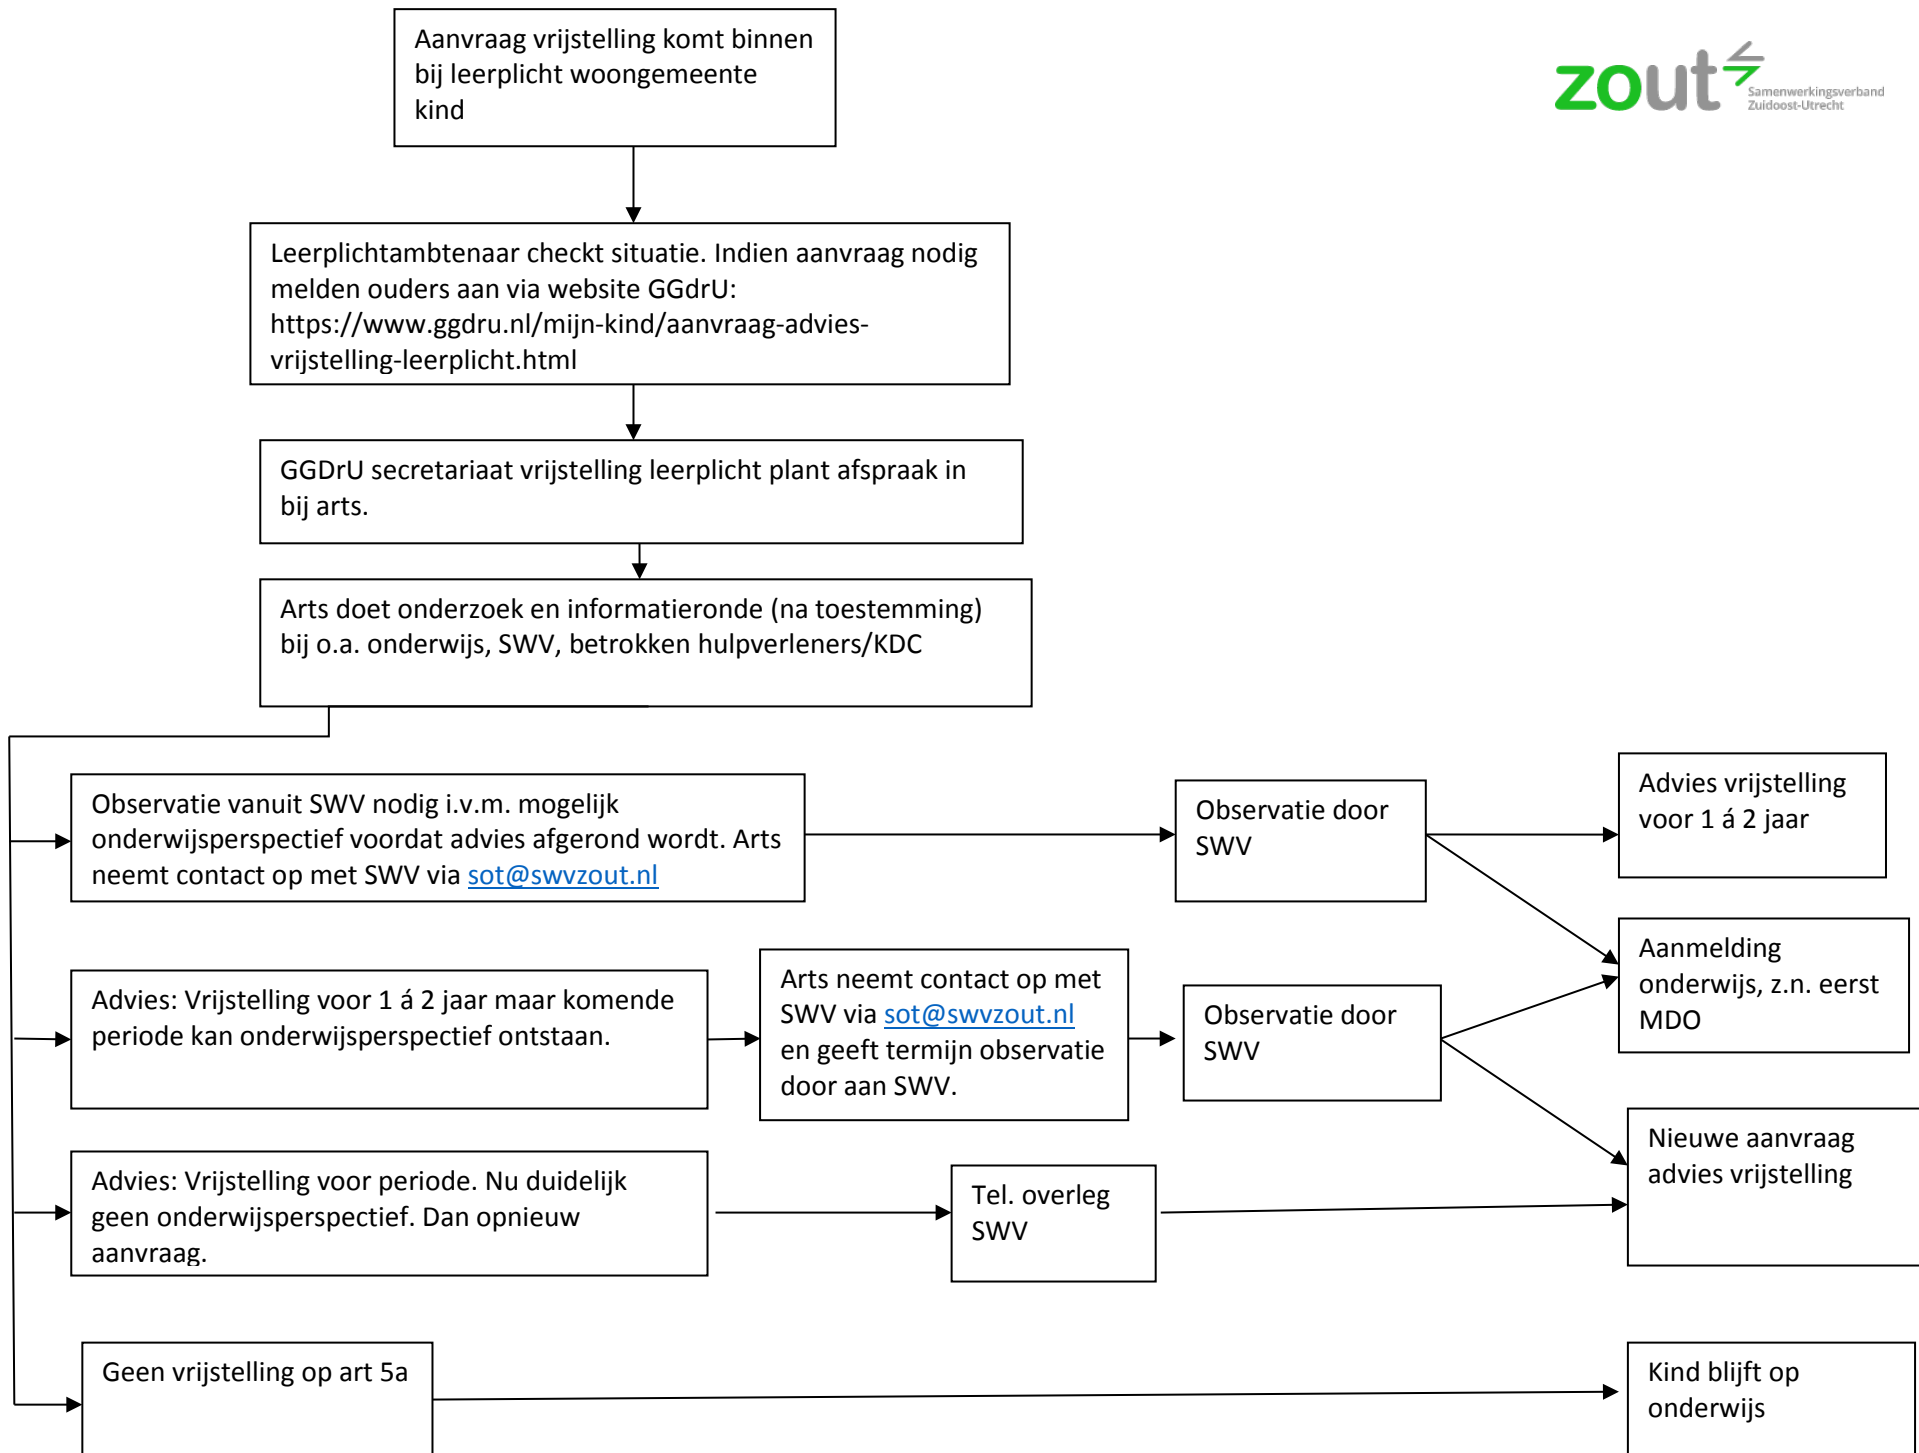 Aanvraag vrijstelling komt binnen
bij leerplicht woongemeente
kind
zout
Samenwerkingsverband
Zuidoost-Utrecht
Leerplichtambtenaar checkt situatie. Indien aanvraag nodig
melden ouders aan via website GGdrU:
https://www.ggdru.nl/mijn-kind/aanvraag-advies-
vrijstelling-leerplicht.html
GGDrU secretariaat vrijstelling leerplicht plant afspraak in
bij arts.
Arts doet onderzoek en informatieronde (na toestemming)
bij o.a. onderwijs, SWV, betrokken hulpverleners/KDC
Observatie vanuit SWV nodig i.v.m. mogelijk
onderwijsperspectief voordat advies afgerond wordt. Arts
neemt contact op met SWV via sot@swvzout.nl
Observatie door
SWV
Advies vrijstelling
voor 1 á 2 jaar
Aanmelding
onderwijs, z.n. eerst
MDO
Advies: Vrijstelling voor 1 á 2 jaar maar komende
periode kan onderwijsperspectief ontstaan.
Arts neemt contact op met
SWV via sot@swvzout.nl
en geeft termijn observatie
door aan SWV.
Observatie door
SWV
Nieuwe aanvraag
advies vrijstelling
Advies: Vrijstelling voor periode. Nu duidelijk
geen onderwijsperspectief. Dan opnieuw
aanvraag.
Tel. overleg
SWV
Geen vrijstelling op art 5a
Kind blijft op
onderwijs